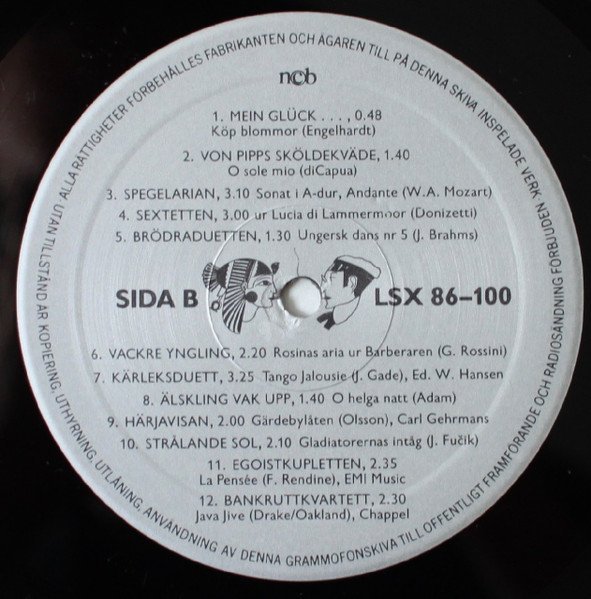 ALLA RÄTTIGHETER FÖRBEHÅLLES FABRIKANTEN OCH ÄGAREN TILL PÅ DENNA SKIVA INSPELADE VERK.
UTAN TILLSTÅND ÄR KOPIERING, UTHYRNING, UTLÅNING, ANVÄNDNING AV DENNA GRAMMOFONSKIVA TILL OFFENTLIGT FRAMFÖRANDE OCH RADIOSÄNDNING FÖRBJUDEN
ncb
1. MEIN GLÜCK . . . , 0.48
Köp blommor (Engelhardt)
2. VON PIPPS SKÖLDEKVÄDE, 1.40
O sole mio (diCapua)
3. SPEGELARIAN, 3.10 Sonat i A-dur, Andante (W.A. Mozart)
4. SEXTETTEN, 3.00 ur Lucia di Lammermoor (Donizetti)
5. BRÖDRADUETTEN, 1.30 Ungersk dans nr 5 (J. Brahms)
SIDA B LSX 86–100
6. VACKRE YNGLING, 2.20 Rosinas aria ur Barberaren (G. Rossini)
7. KÄRLEKSDUETT, 3.25 Tango Jalousie (J. Gade), Ed. W. Hansen
8. ÄLSKLING VAK UPP, 1.40 O helga natt (Adam)
9. HÄRJAVISAN, 2.00 Gärdebylåten (Olsson), Carl Gehrmans
10. STRÅLANDE SOL, 2.10 Gladiatorernas intåg (J. Fučik)
11. EGOISTKUPLETTEN, 2.35
La Pensée (F. Rendine), EMI Music
12. BANKRUTTKVARTETT, 2.30
Java Jive (Drake/Oakland), Chappel